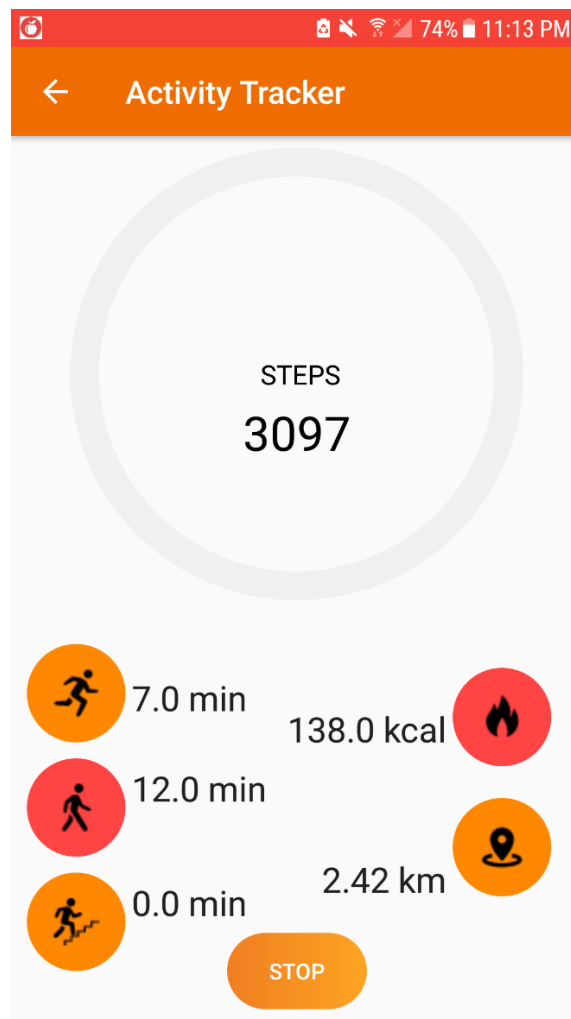 74% 11:13 PM
Activity Tracker
STEPS
3097
7.0 min
138.0 kcal
12.0 min
2.42 km
0.0 min
STOP